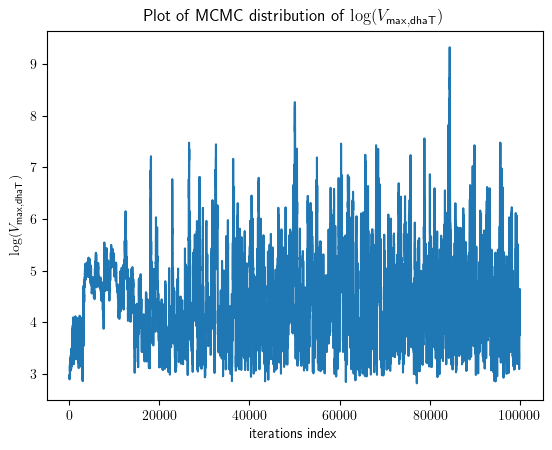 Plot of MCMC distribution of log(V_max,dhaT)
log(V_max,dhaT)
9
8
7
6
5
4
3
0 20000 40000 60000 80000 100000
iterations index